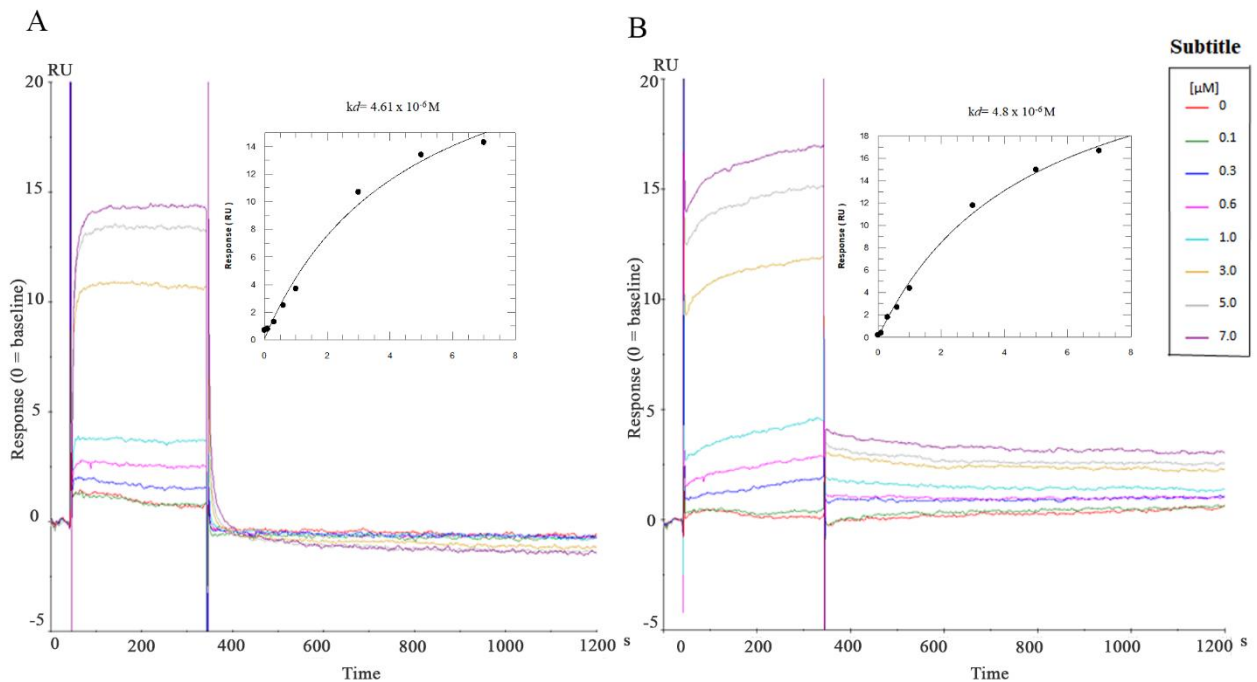 A
RU
20
15
10
5
0
-5
Response (0 = baseline)
0 200 400 600 800 1000 1200 s
Time
kd= 4.61 x 10-6M
14
12
10
8
6
4
2
0
Response ( RU )
0 2 4 6 8
B
RU
20
15
10
5
0
-5
Response (0 = baseline)
0 200 400 600 800 1000 1200 s
Time
kd= 4.8 x 10-6M
18
16
14
12
10
8
6
4
2
0
Response ( RU )
0 2 4 6 8
Subtitle
[µM]
0
0.1
0.3
0.6
1.0
3.0
5.0
7.0